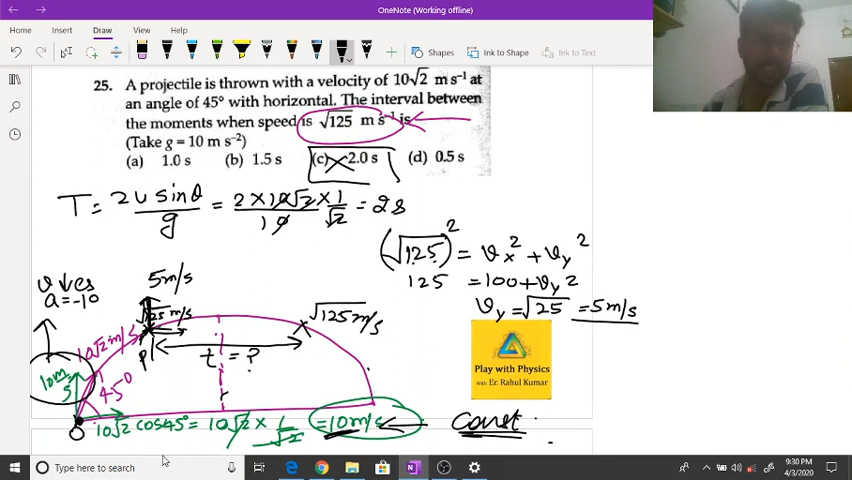 OneNote (Working offline)
Home Insert Draw View Help
Shapes Ink to Shape Ink to Text
25. A projectile is thrown with a velocity of 10√2 m s⁻¹ at
an angle of 45° with horizontal. The interval between
the moments when speed is √125 m s⁻¹ is
(Take g = 10 m s⁻²)
(a) 1.0 s (b) 1.5 s (c) 2.0 s (d) 0.5 s
T = 2u sinθ/g = 2×10√2/10 × 1/√2 = 2s
(√125)² = vx² + vy²
125 = 100 + vy²
vy = √25 = 5m/s
v↓es
a=-10
5m/s
√125 m/s
√125m/s
10√2 m/s
P
t = ?
10m/s
45°
O
10√2 cos45° = 10√2 × 1/√2 = 10m/s
const
Play with Physics
With Er. Rahul Kumar
Type here to search
9:30 PM
4/3/2020